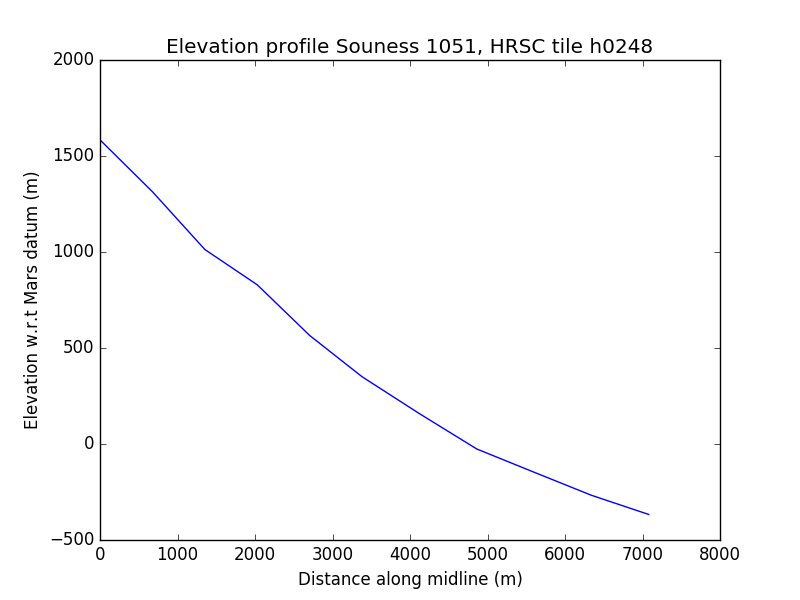 Elevation profile Souness 1051, HRSC tile h0248
Elevation w.r.t Mars datum (m)
2000
1500
1000
500
0
−500
0 1000 2000 3000 4000 5000 6000 7000 8000
Distance along midline (m)